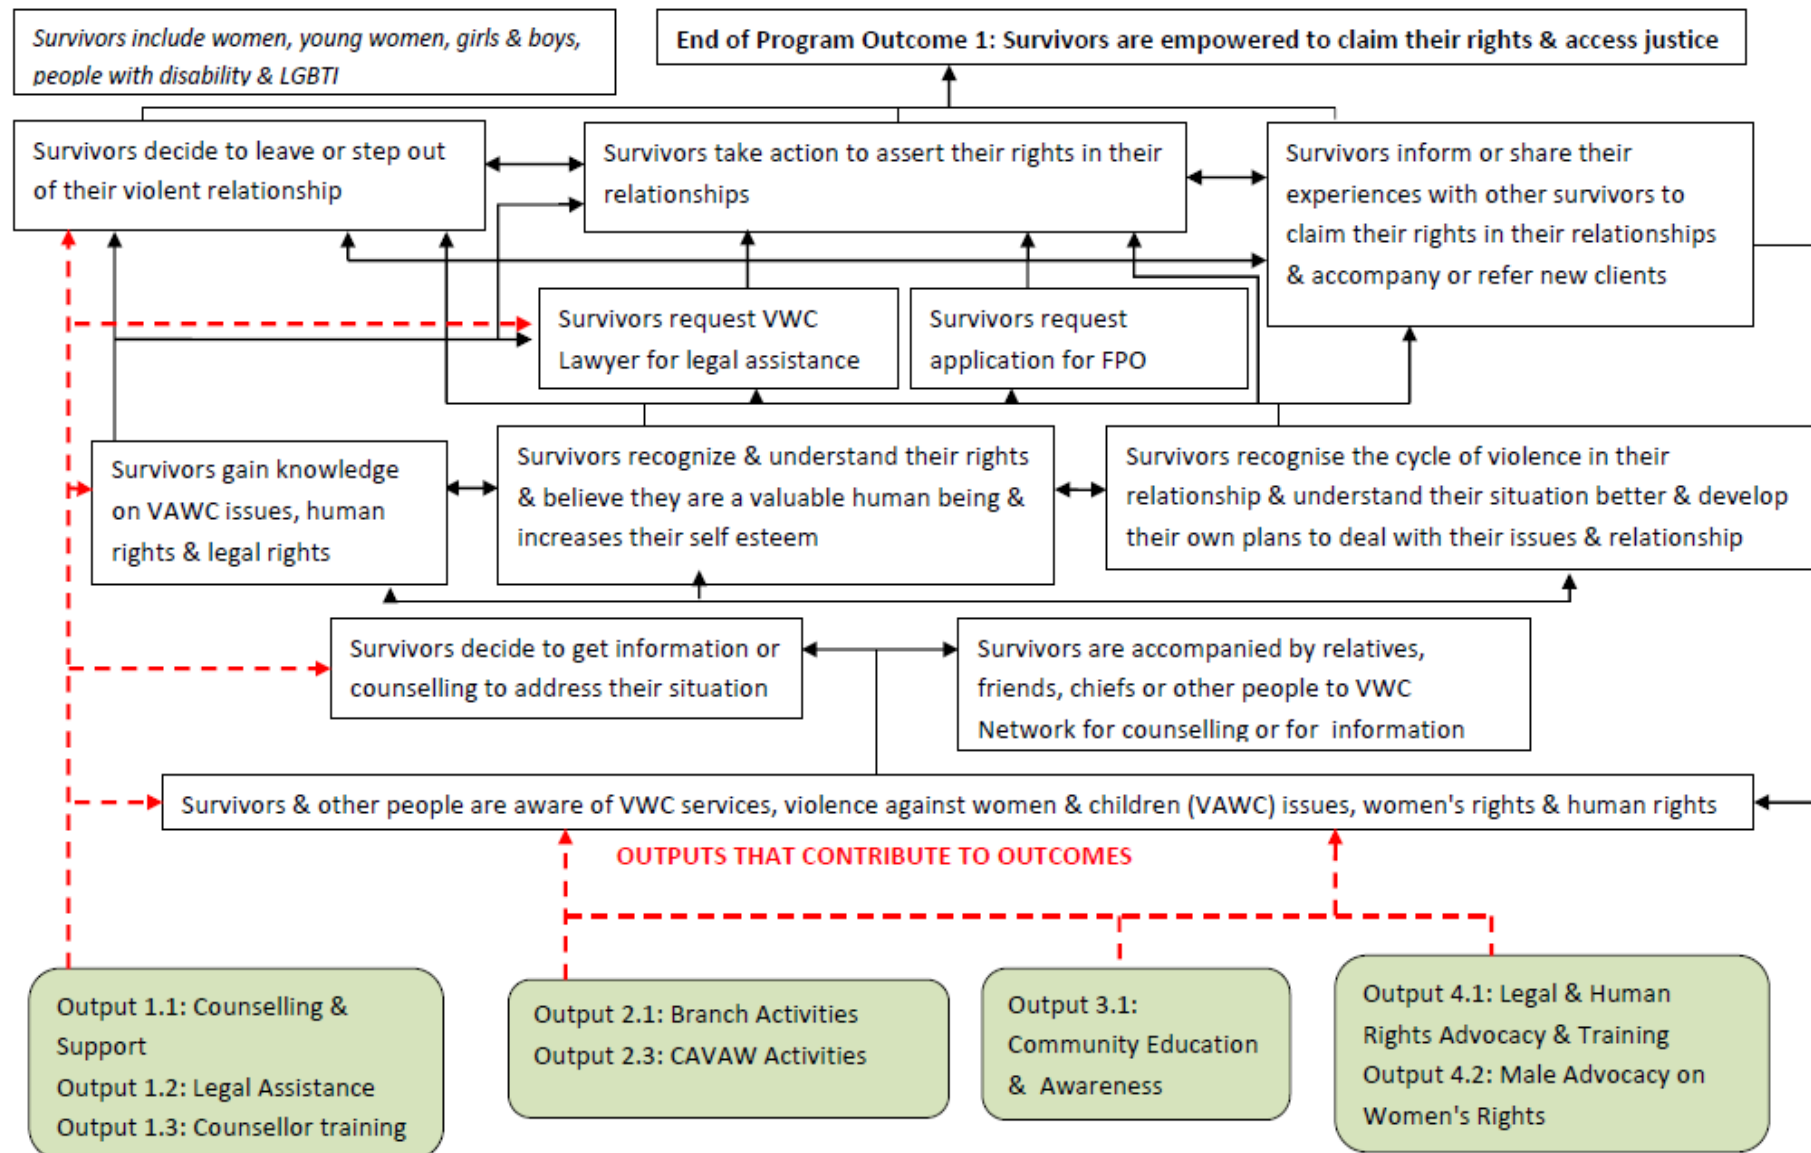 Survivors include women, young women, girls & boys,
people with disability & LGBTI
End of Program Outcome 1: Survivors are empowered to claim their rights & access justice
Survivors decide to leave or step out
of their violent relationship
Survivors take action to assert their rights in their
relationships
Survivors inform or share their
experiences with other survivors to
claim their rights in their relationships
& accompany or refer new clients
Survivors request VWC
Lawyer for legal assistance
Survivors request
application for FPO
Survivors gain knowledge
on VAWC issues, human
rights & legal rights
Survivors recognize & understand their rights
& believe they are a valuable human being &
increases their self esteem
Survivors recognise the cycle of violence in their
relationship & understand their situation better & develop
their own plans to deal with their issues & relationship
Survivors decide to get information or
counselling to address their situation
Survivors are accompanied by relatives,
friends, chiefs or other people to VWC
Network for counselling or for information
Survivors & other people are aware of VWC services, violence against women & children (VAWC) issues, women's rights & human rights
OUTPUTS THAT CONTRIBUTE TO OUTCOMES
Output 1.1: Counselling &
Support
Output 1.2: Legal Assistance
Output 1.3: Counsellor training
Output 2.1: Branch Activities
Output 2.3: CAVAW Activities
Output 3.1:
Community Education
& Awareness
Output 4.1: Legal & Human
Rights Advocacy & Training
Output 4.2: Male Advocacy on
Women's Rights